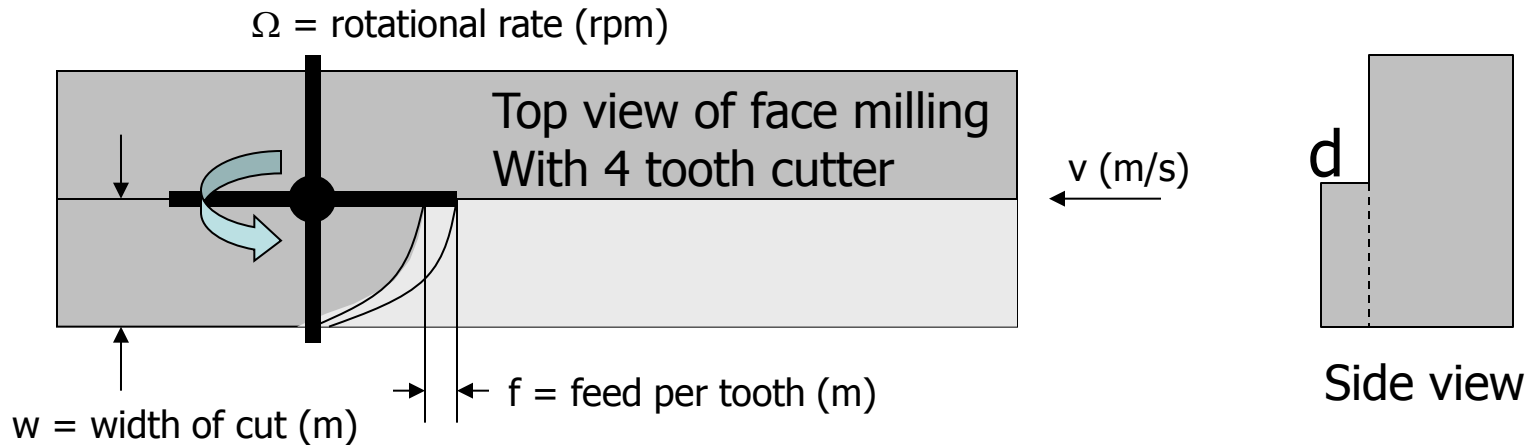 Ω = rotational rate (rpm)
Top view of face milling
With 4 tooth cutter
v (m/s)
d
f = feed per tooth (m)
w = width of cut (m)
Side view